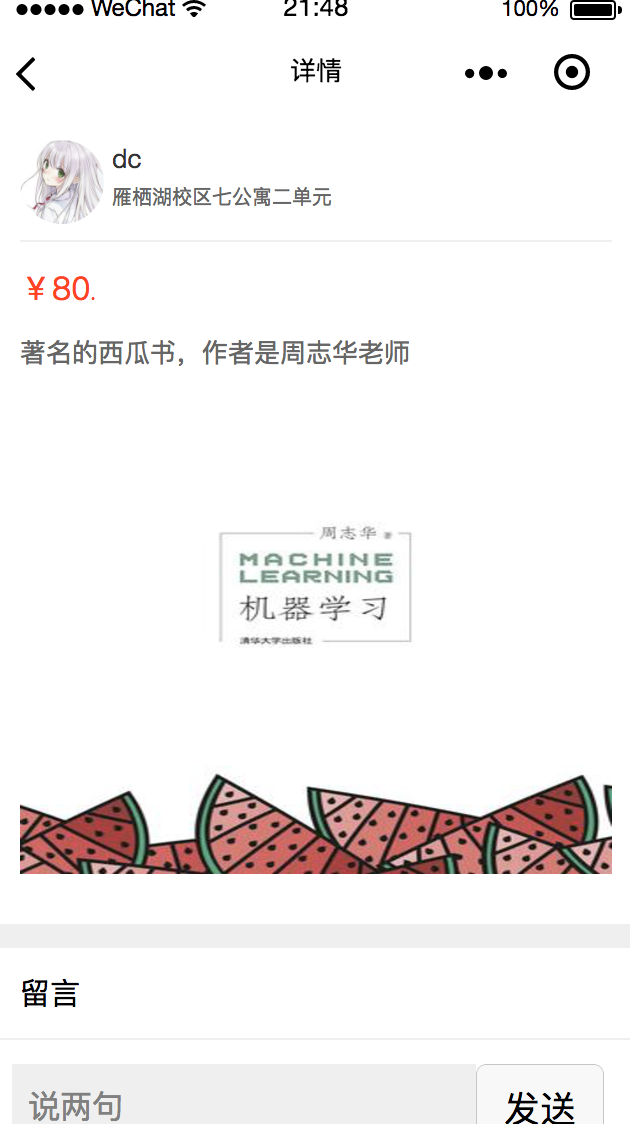 WeChat 21:48 100%
详情
dc
雁栖湖校区七公寓二单元
￥80.
著名的西瓜书，作者是周志华老师
周志华 著
MACHINE
LEARNING
机器学习
清华大学出版社
留言
说两句
发送